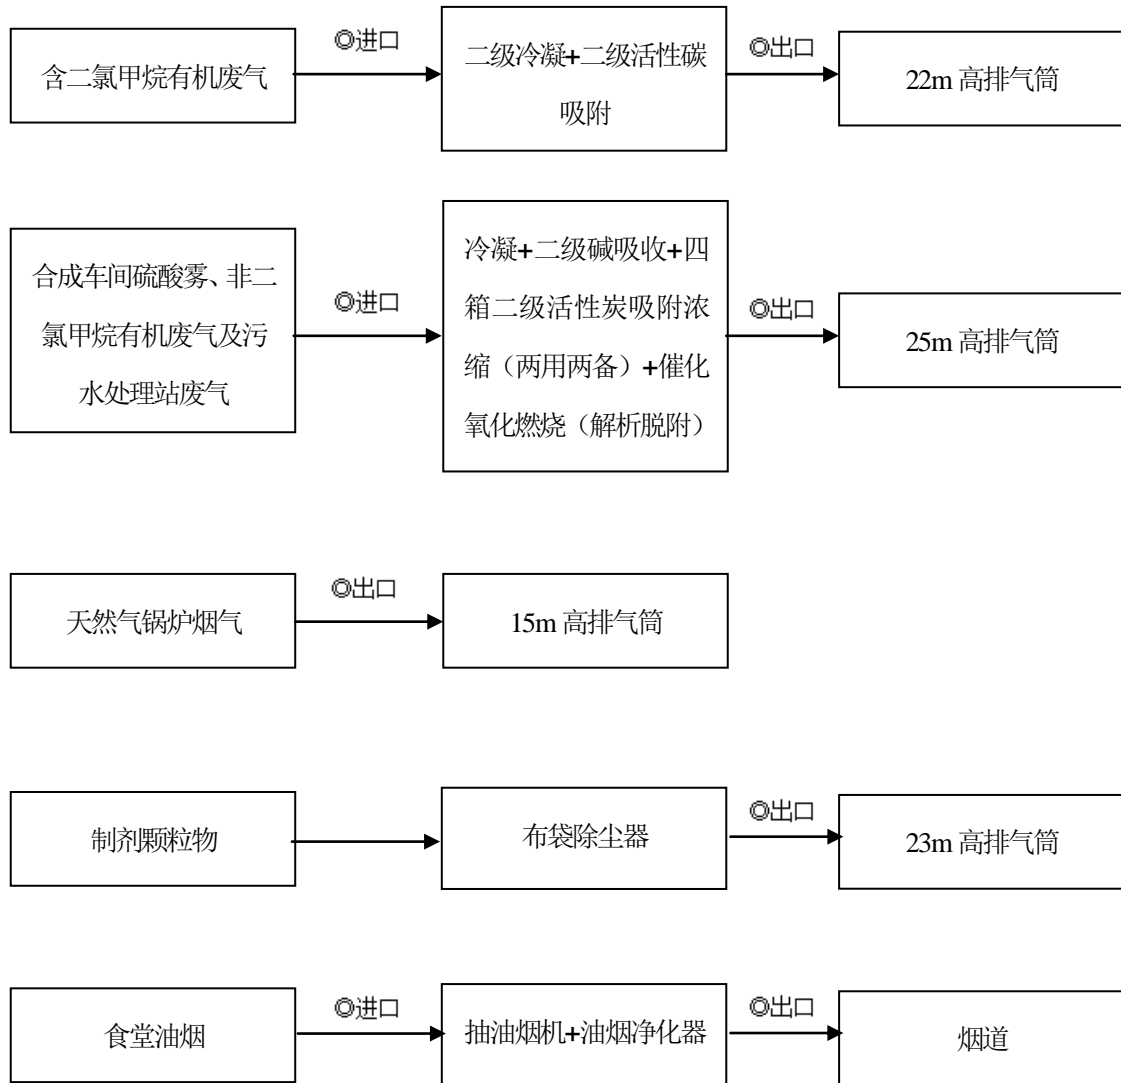 ◎进口
◎出口
含二氯甲烷有机废气
二级冷凝+二级活性碳
吸附
22m 高排气筒
合成车间硫酸雾、非二
氯甲烷有机废气及污
水处理站废气
◎进口
冷凝+二级碱吸收+四
箱二级活性炭吸附浓
缩（两用两备）+催化
氧化燃烧（解析脱附）
◎出口
25m 高排气筒
天然气锅炉烟气
◎出口
15m 高排气筒
制剂颗粒物
布袋除尘器
◎出口
23m 高排气筒
食堂油烟
◎进口
抽油烟机+油烟净化器
◎出口
烟道